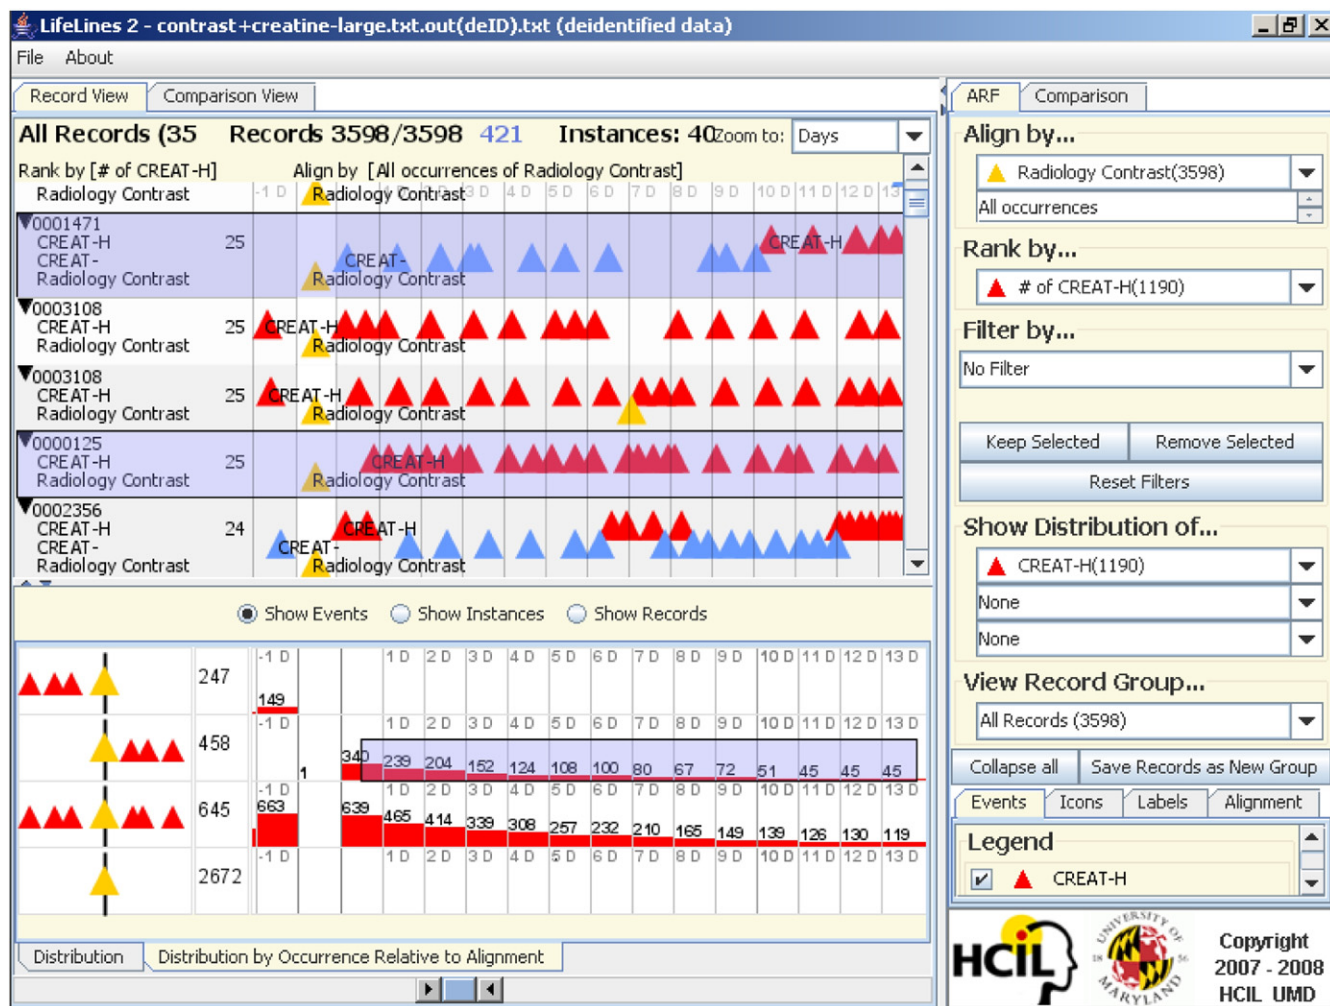 LifeLines 2 - contrast+creatine-large.txt.out(deID).txt (deidentified data)
File About
Record View Comparison View
All Records (35 Records 3598/3598 421 Instances: 40 Zoom to: Days
Rank by [# of CREAT-H] Align by [All occurrences of Radiology Contrast]
Radiology Contrast -1 D Radiology Contrast 3 D 4 D 5 D 6 D 7 D 8 D 9 D 10 D 11 D 12 D 13
0001471
CREAT-H 25 CREAT-H
CREAT- CREAT-
Radiology Contrast Radiology Contrast
0003108
CREAT-H 25 CREAT-H
Radiology Contrast Radiology Contrast
0003108
CREAT-H 25 CREAT-H
Radiology Contrast Radiology Contrast
0000125
CREAT-H 25 CREAT-H
Radiology Contrast Radiology Contrast
0002356
CREAT-H 24 CREAT-H
CREAT- CREAT-
Radiology Contrast Radiology Contrast
Show Events Show Instances Show Records
-1 D 1 D 2 D 3 D 4 D 5 D 6 D 7 D 8 D 9 D 10 D 11 D 12 D 13 D
247
149
-1 D 1 D 2 D 3 D 4 D 5 D 6 D 7 D 8 D 9 D 10 D 11 D 12 D 13 D
458
1 340 239 204 152 124 108 100 80 67 72 51 45 45 45
-1 D 1 D 2 D 3 D 4 D 5 D 6 D 7 D 8 D 9 D 10 D 11 D 12 D 13 D
645 663 639 465 414 339 308 257 232 210 165 149 139 126 130 119
-1 D 1 D 2 D 3 D 4 D 5 D 6 D 7 D 8 D 9 D 10 D 11 D 12 D 13 D
2672
Distribution Distribution by Occurrence Relative to Alignment
ARF Comparison
Align by...
Radiology Contrast(3598)
All occurrences
Rank by...
# of CREAT-H(1190)
Filter by...
No Filter
Keep Selected Remove Selected
Reset Filters
Show Distribution of...
CREAT-H(1190)
None
None
View Record Group...
All Records (3598)
Collapse all Save Records as New Group
Events Icons Labels Alignment
Legend
CREAT-H
HCIL
UNIVERSITY OF
18 56
MARYLAND
Copyright
2007 - 2008
HCIL UMD